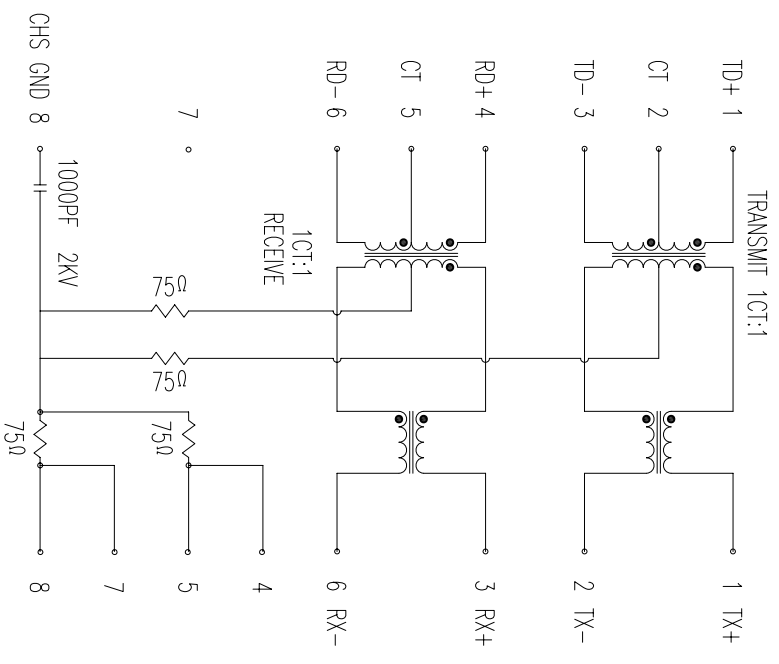 TRANSMIT 1CT:1
TD+ 1
1 TX+
CT 2
TD- 3
2 TX-
RD+ 4
3 RX+
CT 5
RD- 6
6 RX-
1CT:1
RECEIVE
4
7
75Ω
75Ω
75Ω
5
7
1000PF 2KV
CHS GND 8
75Ω
8